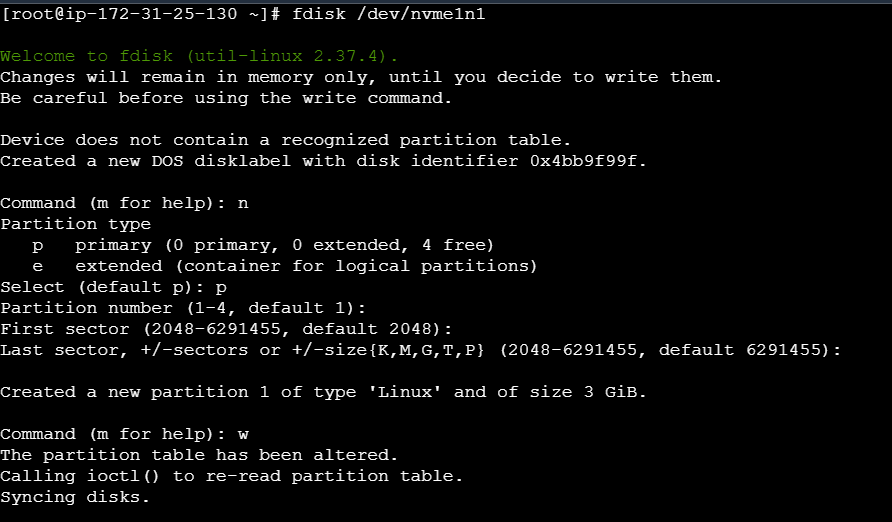 [root@ip-172-31-25-130 ~]# fdisk /dev/nvme1n1
Welcome to fdisk (util-linux 2.37.4).
Changes will remain in memory only, until you decide to write them.
Be careful before using the write command.
Device does not contain a recognized partition table.
Created a new DOS disklabel with disk identifier 0x4bb9f99f.
Command (m for help): n
Partition type
   p   primary (0 primary, 0 extended, 4 free)
   e   extended (container for logical partitions)
Select (default p): p
Partition number (1-4, default 1):
First sector (2048-6291455, default 2048):
Last sector, +/-sectors or +/-size{K,M,G,T,P} (2048-6291455, default 6291455):
Created a new partition 1 of type 'Linux' and of size 3 GiB.
Command (m for help): w
The partition table has been altered.
Calling ioctl() to re-read partition table.
Syncing disks.